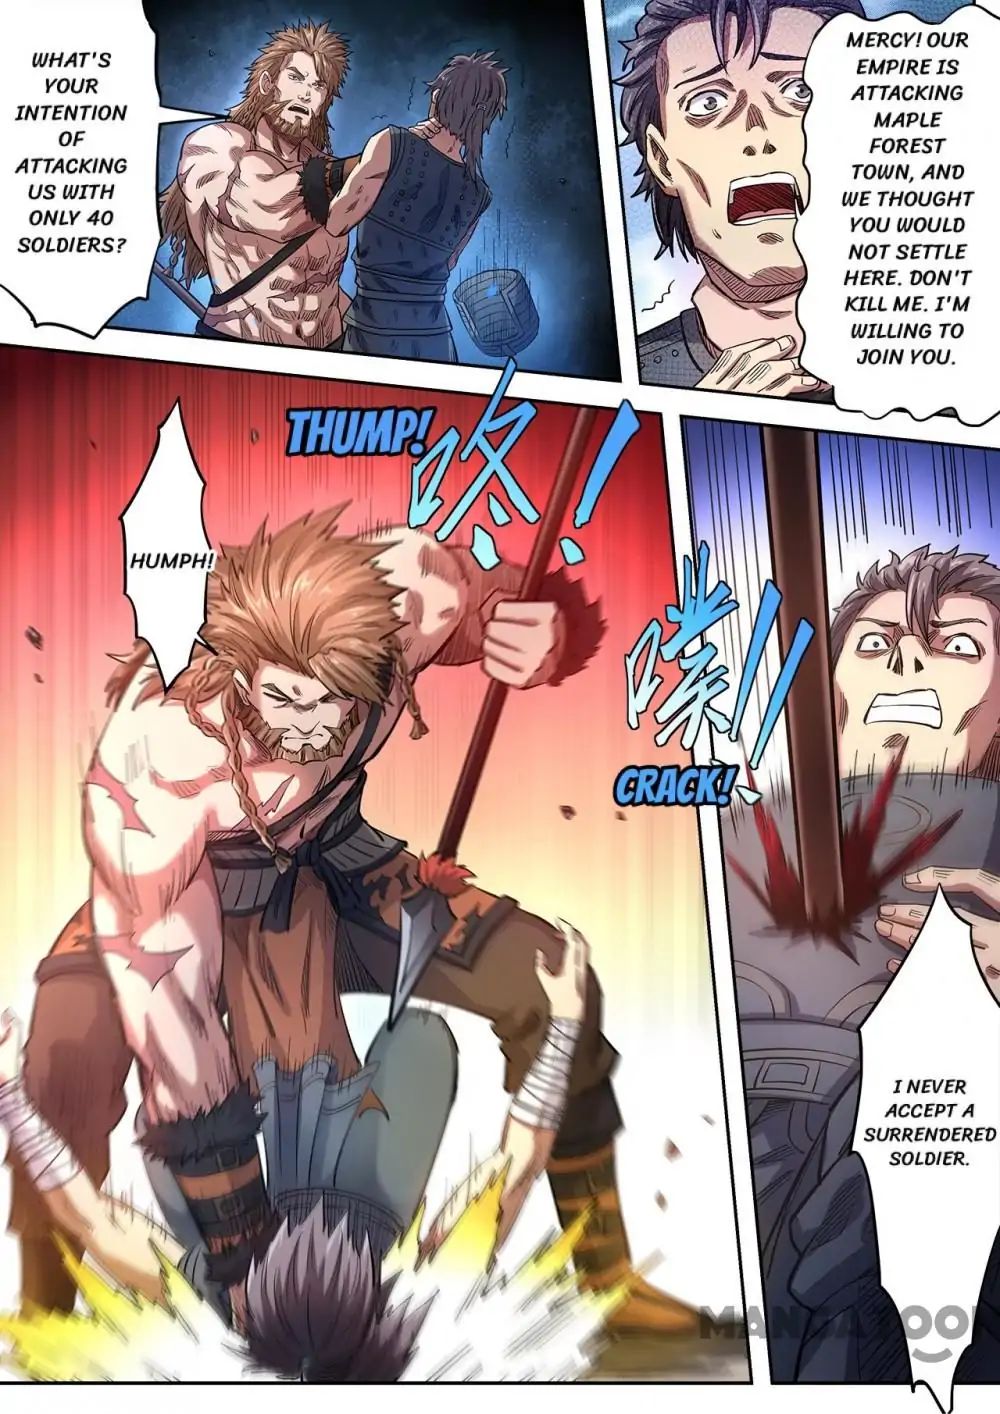 WHAT'S
YOUR
INTENTION
OF
ATTACKING
US WITH
ONLY 40
SOLDIERS?
MERCY! OUR
EMPIRE IS
ATTACKING
MAPLE
FOREST
TOWN, AND
WE THOUGHT
YOU WOULD
NOT SETTLE
HERE. DON'T
KILL ME. I'M
WILLING TO
JOIN YOU.
THUMP!
咚!
HUMPH!
噗!!
CRACK!
I NEVER
ACCEPT A
SURRENDERED
SOLDIER.
MANGATOON